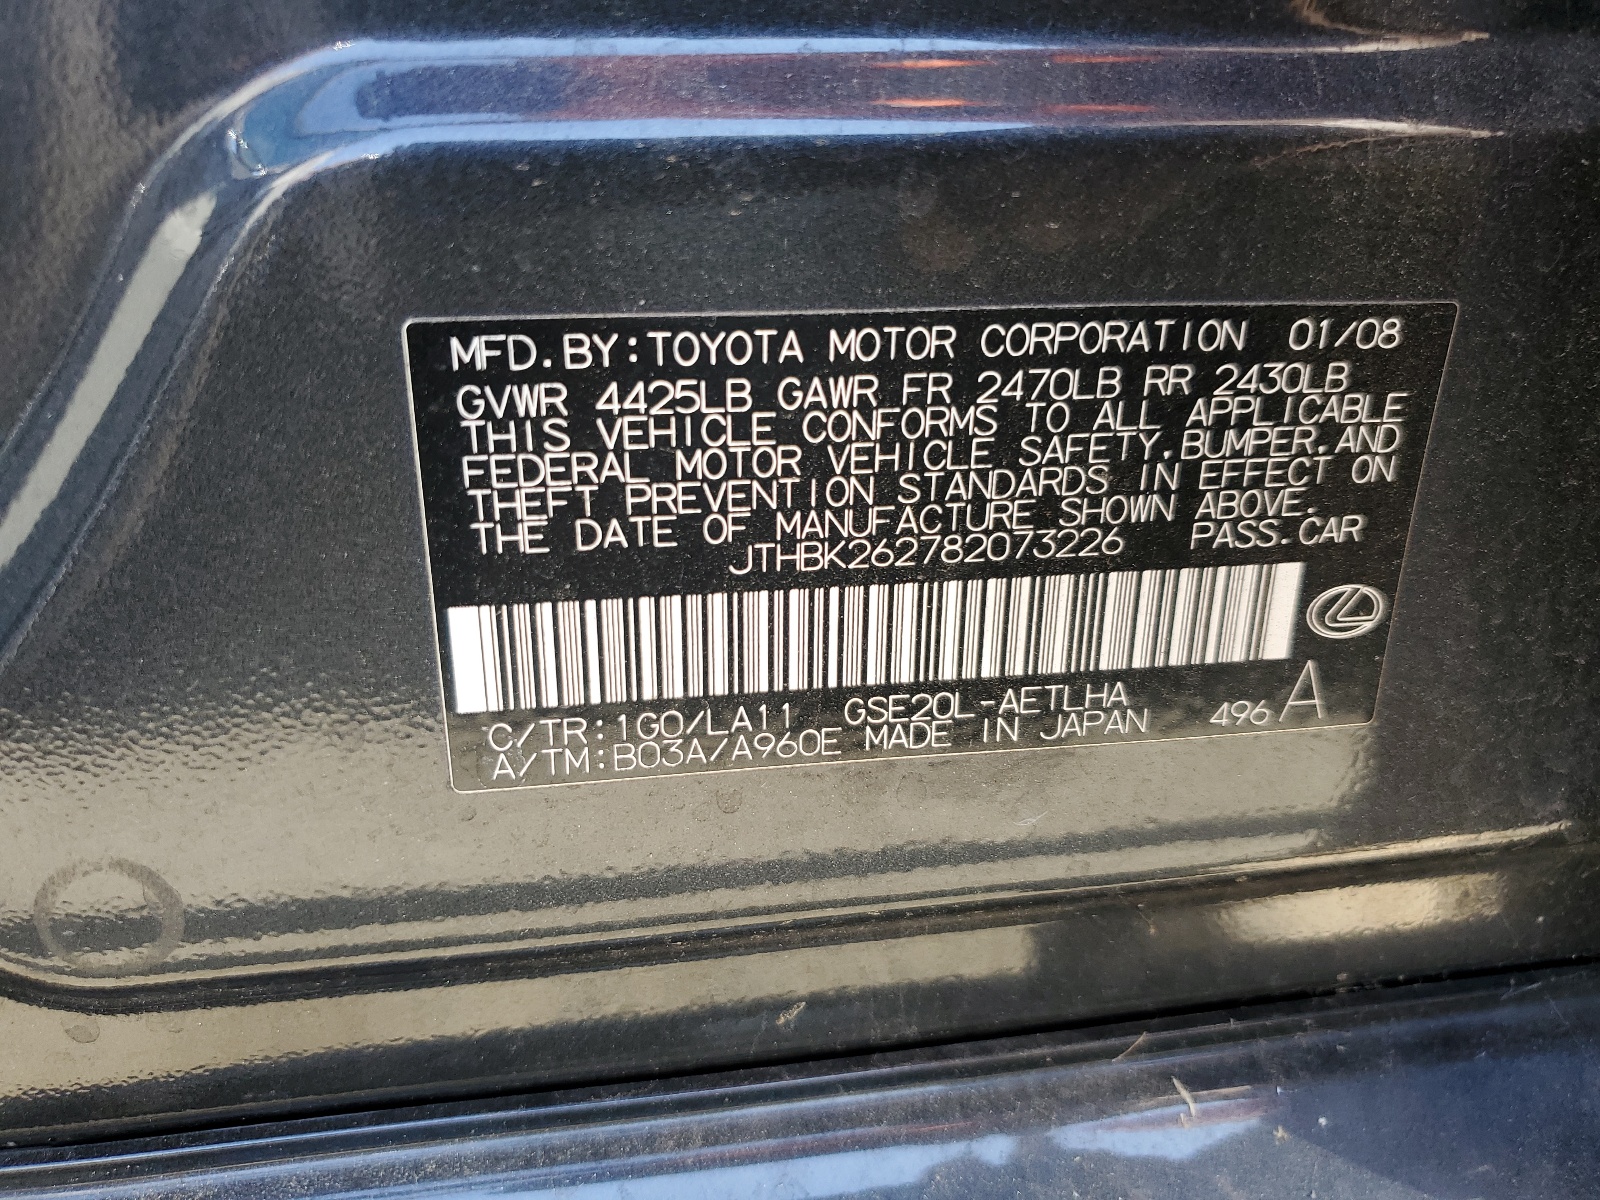 MFD. BY: TOYOTA MOTOR CORPORATION 01/08
GVWR 4425LB GAWR FR 2470LB RR 2430LB
THIS VEHICLE CONFORMS TO ALL APPLICABLE
FEDERAL MOTOR VEHICLE SAFETY, BUMPER, AND
THEFT PREVENTION STANDARDS IN EFFECT ON
THE DATE OF MANUFACTURE SHOWN ABOVE.
JTHBK262782073226 PASS. CAR
C/TR: 1G0/LA11 GSE20L-AETLHA
A/TM: B03A/A960E MADE IN JAPAN 496 A